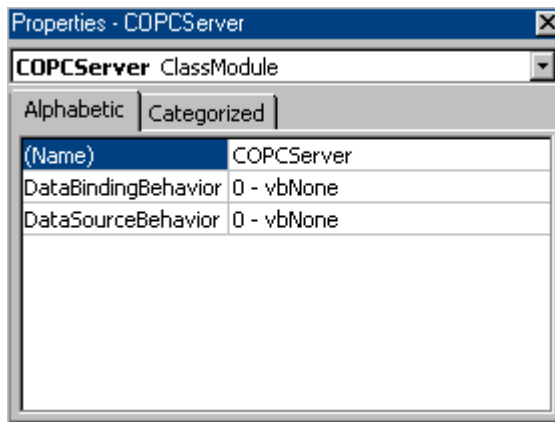 Properties - COPCServer
COPCServer ClassModule
Alphabetic Categorized
(Name) COPCServer
DataBindingBehavior 0 - vbNone
DataSourceBehavior 0 - vbNone